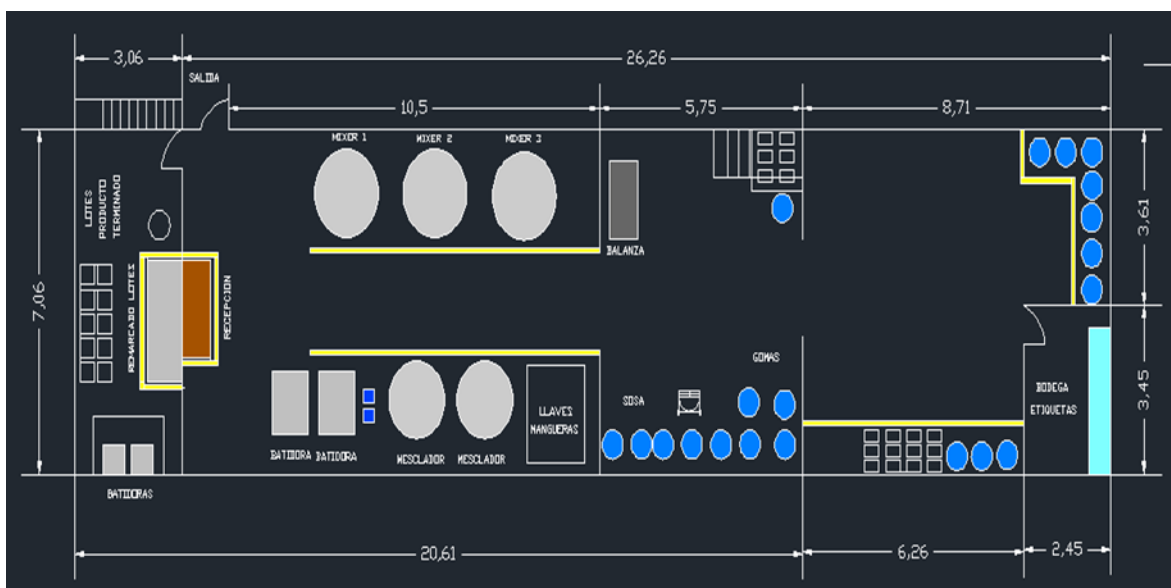 3,06
26,26
SALIDA
10,5
5,75
8,71
MIXER 1
MIXER 2
MIXER 3
LOTES
PRODUCTO
TERMINADO
BALANZA
3,61
7,06
REMARCADO LOTES
RECEPCION
GOMAS
SOSA
LLAVES
MANGUERAS
BODEGA
ETIQUETAS
3,45
BATIDORA
BATIDORA
MESCLADOR
MESCLADOR
BATIDORAS
20,61
6,26
2,45